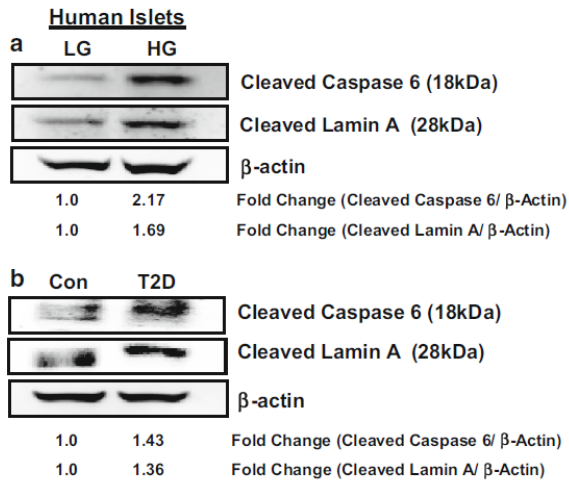 Human Islets
a LG HG
Cleaved Caspase 6 (18kDa)
Cleaved Lamin A (28kDa)
β-actin
1.0 2.17 Fold Change (Cleaved Caspase 6/ β-Actin)
1.0 1.69 Fold Change (Cleaved Lamin A/ β-Actin)
b Con T2D
Cleaved Caspase 6 (18kDa)
Cleaved Lamin A (28kDa)
β-actin
1.0 1.43 Fold Change (Cleaved Caspase 6/ β-Actin)
1.0 1.36 Fold Change (Cleaved Lamin A/ β-Actin)